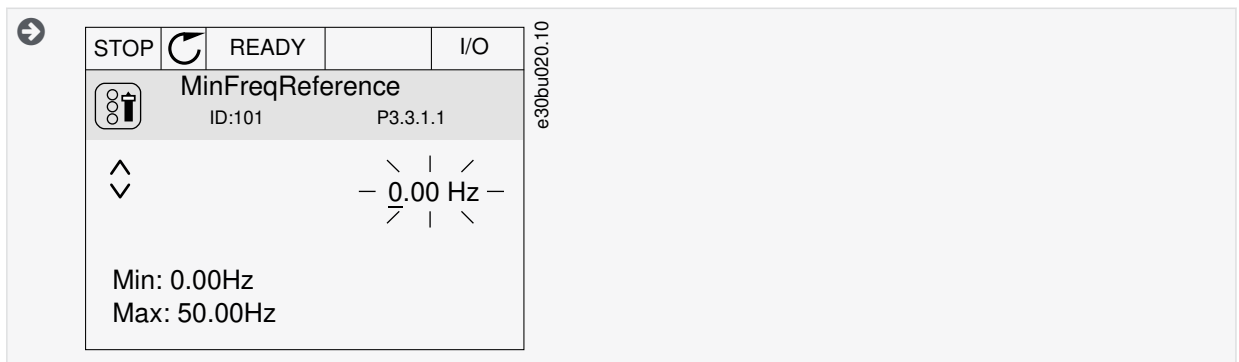 STOP READY I/O
MinFreqReference
ID:101 P3.3.1.1
0.00 Hz
Min: 0.00Hz
Max: 50.00Hz
e30bu020.10